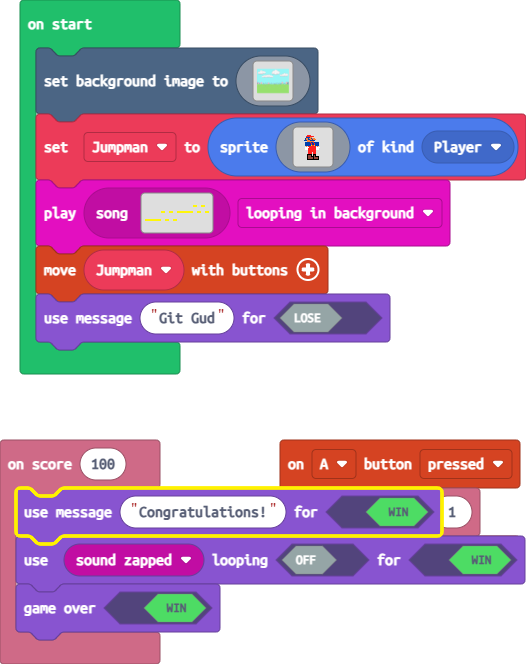 on start
set background image to
set Jumpman to sprite of kind Player
play song looping in background
move Jumpman with buttons
use message "Git Gud" for LOSE
on score 100
on A button pressed
use message "Congratulations!" for WIN
1
use sound zapped looping OFF for WIN
game over WIN